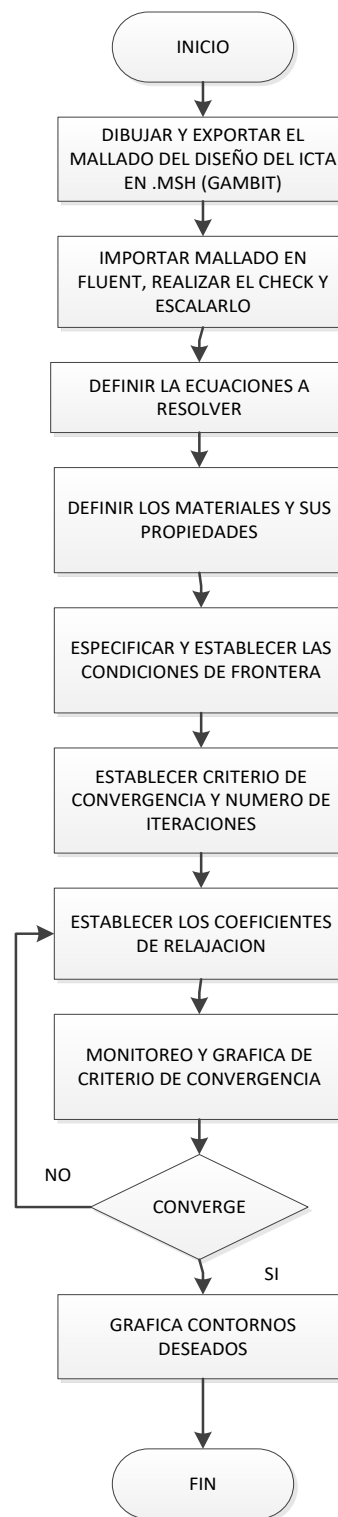 INICIO
DIBUJAR Y EXPORTAR EL
MALLADO DEL DISEÑO DEL ICTA
EN .MSH (GAMBIT)
IMPORTAR MALLADO EN
FLUENT, REALIZAR EL CHECK Y
ESCALARLO
DEFINIR LA ECUACIONES A
RESOLVER
DEFINIR LOS MATERIALES Y SUS
PROPIEDADES
ESPECIFICAR Y ESTABLECER LAS
CONDICIONES DE FRONTERA
ESTABLECER CRITERIO DE
CONVERGENCIA Y NUMERO DE
ITERACIONES
ESTABLECER LOS COEFICIENTES
DE RELAJACION
MONITOREO Y GRAFICA DE
CRITERIO DE CONVERGENCIA
NO
CONVERGE
SI
GRAFICA CONTORNOS
DESEADOS
FIN